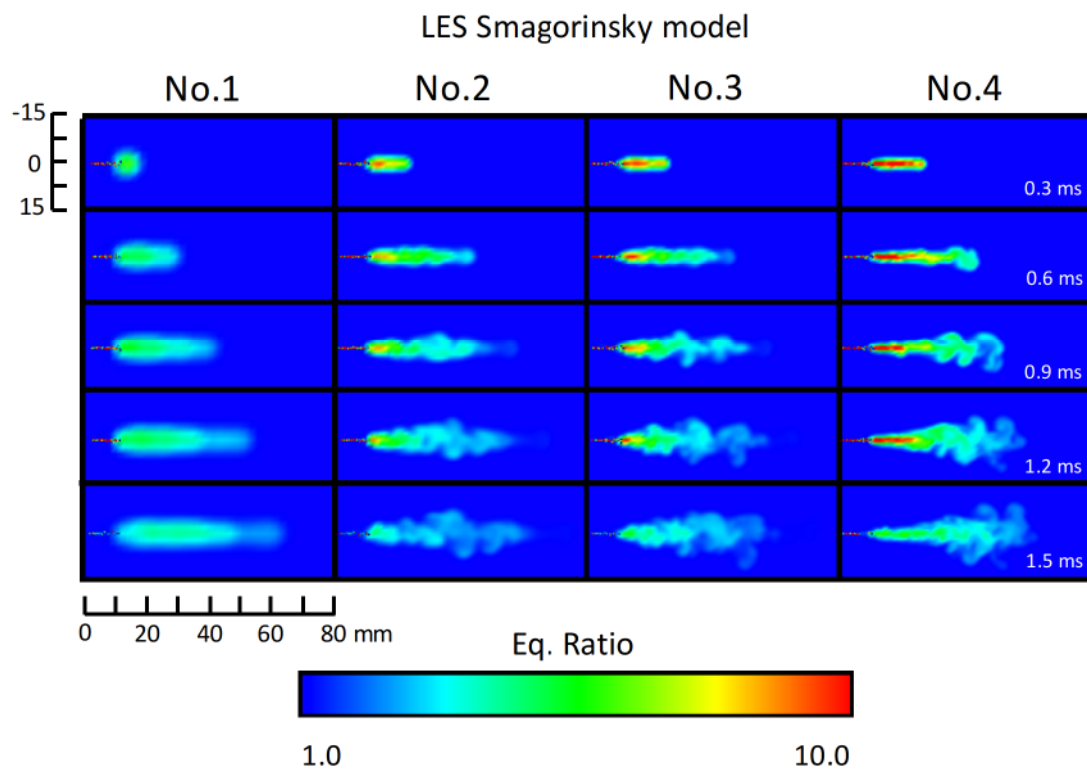 LES Smagorinsky model
No.1 No.2 No.3 No.4
-15
0
15
0.3 ms
0.6 ms
0.9 ms
1.2 ms
1.5 ms
0 20 40 60 80 mm
Eq. Ratio
1.0 10.0